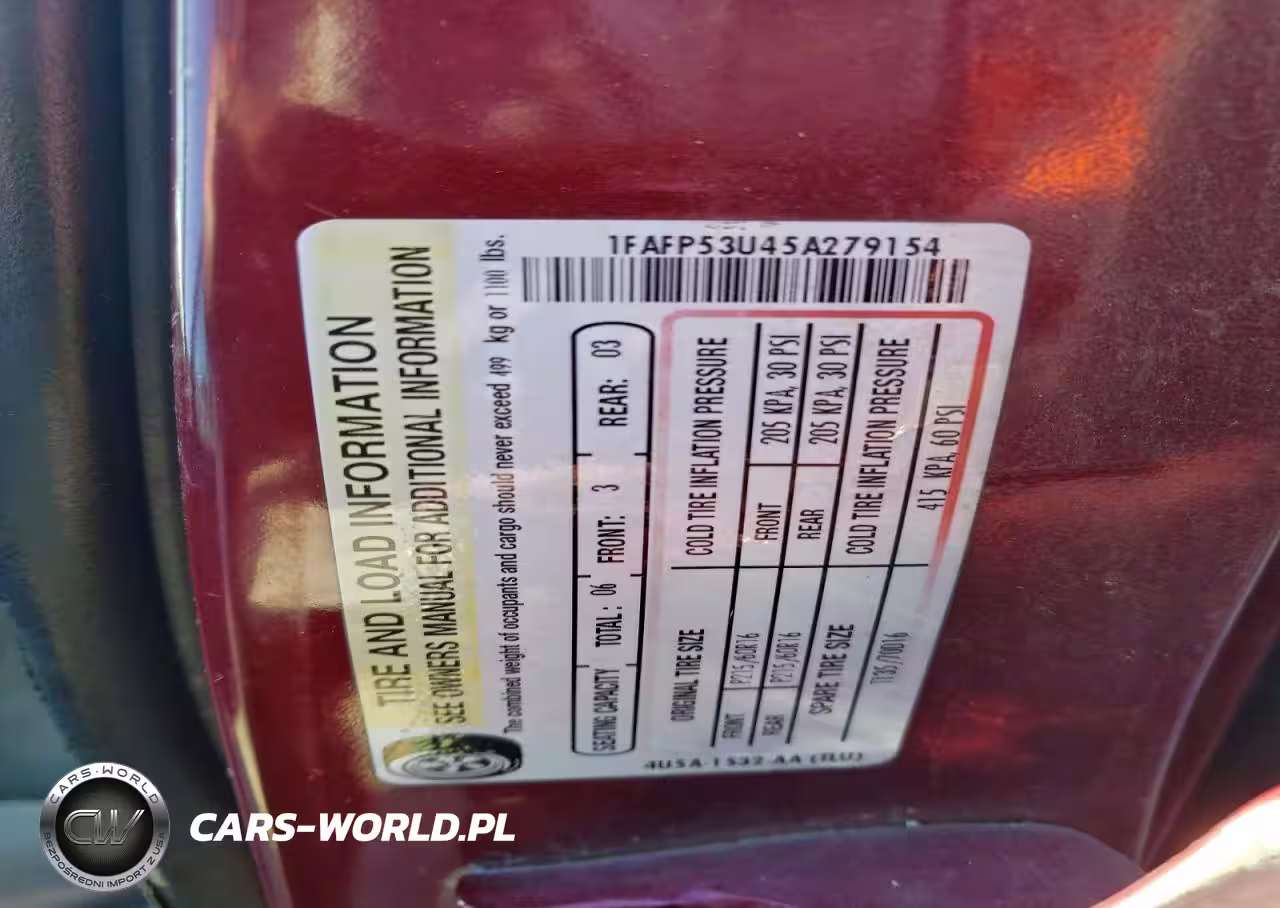 1FAFP53U45A279154
TIRE AND LOAD INFORMATION
SEE OWNERS MANUAL FOR ADDITIONAL INFORMATION
The combined weight of occupants and cargo should never exceed 499 kg or 1100 lbs.
SEATING CAPACITY TOTAL: 06 FRONT: 3 REAR: 03
ORIGINAL TIRE SIZE COLD TIRE INFLATION PRESSURE
FRONT P215/60R16 FRONT 205 KPA, 30 PSI
REAR P215/60R16 REAR 205 KPA, 30 PSI
SPARE TIRE SIZE COLD TIRE INFLATION PRESSURE
T135/70D16 415 KPA, 60 PSI
4U5A-1532-AA (TLU)
CARS-WORLD
CW
BEZPOŚREDNI IMPORT Z USA
CARS-WORLD.PL